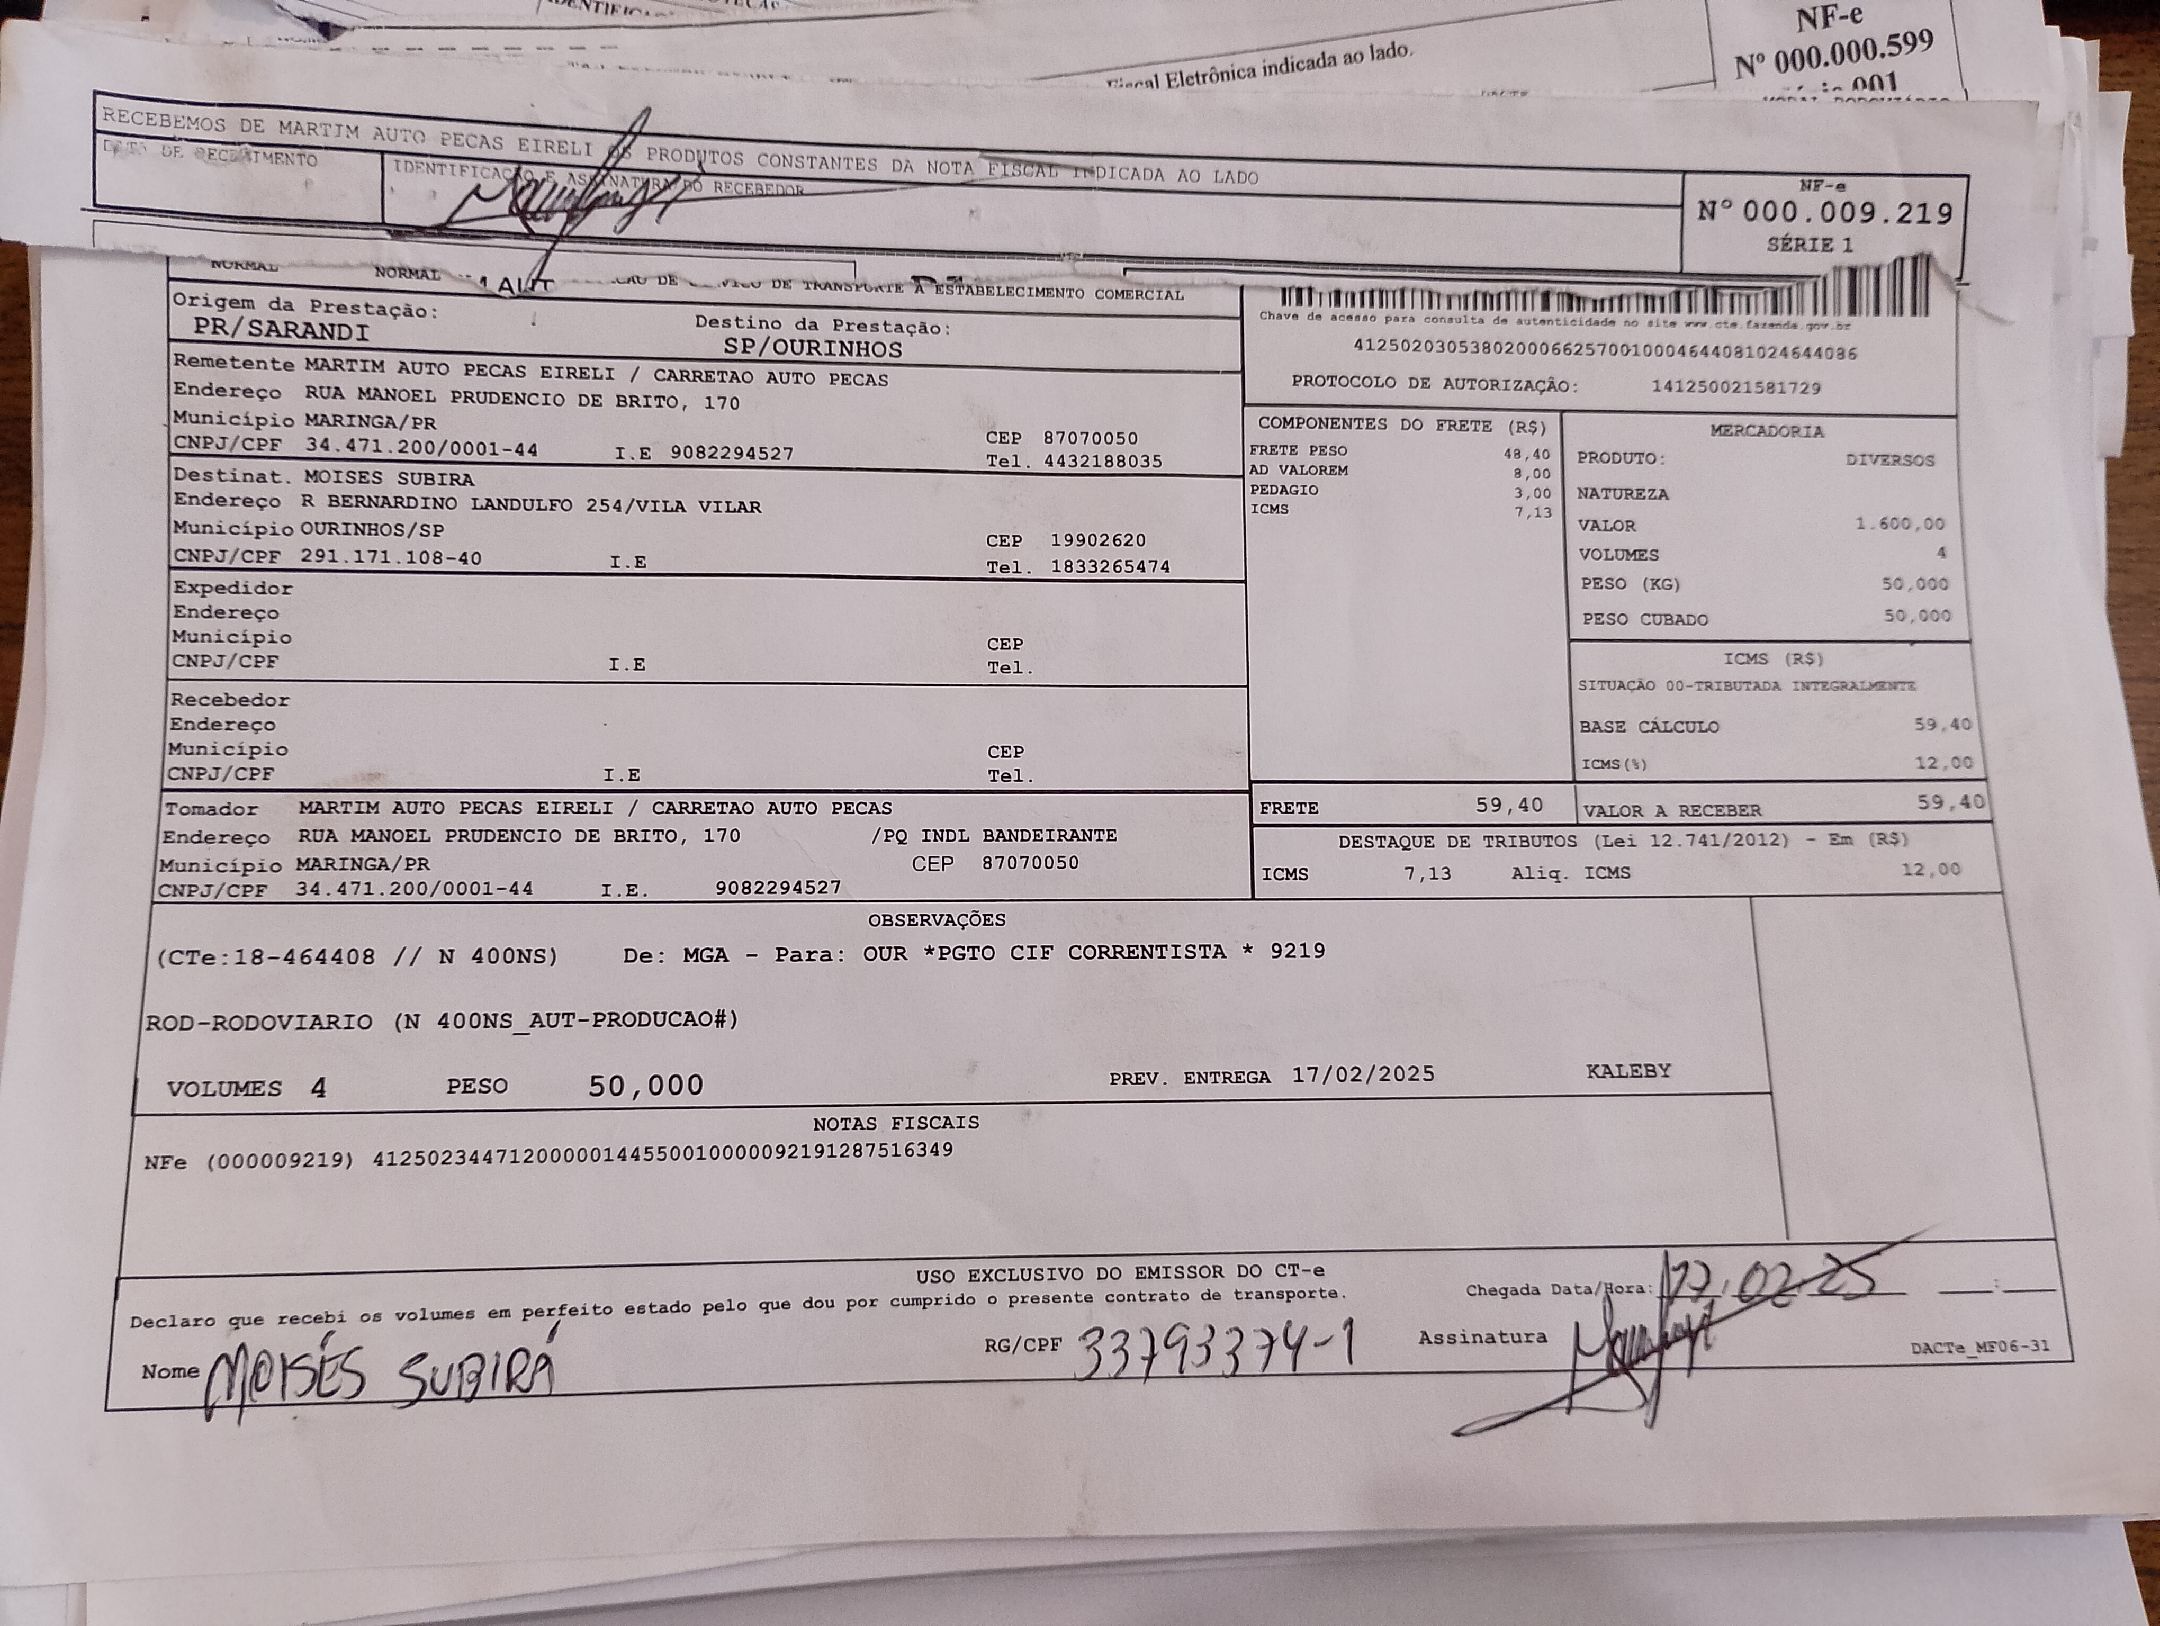 Fiscal Eletrônica indicada ao lado.
NF-e
Nº 000.000.599
001
RECEBEMOS DE MARTIM AUTO PECAS EIRELI OS PRODUTOS CONSTANTES DA NOTA FISCAL INDICADA AO LADO
DATA DE RECEBIMENTO
IDENTIFICAÇÃO E ASSINATURA DO RECEBEDOR
NF-e
Nº 000.009.219
SÉRIE 1
NORMAL NORMAL DE TRANSPORTE A ESTABELECIMENTO COMERCIAL
Origem da Prestação:
PR/SARANDI
Destino da Prestação:
SP/OURINHOS
Chave de acesso para consulta de autenticidade no site www.cte.fazenda.gov.br
41250203053802000662570010004644081024644086
PROTOCOLO DE AUTORIZAÇÃO: 141250021581729
Remetente MARTIM AUTO PECAS EIRELI / CARRETAO AUTO PECAS
Endereço RUA MANOEL PRUDENCIO DE BRITO, 170
Município MARINGA/PR CEP 87070050
CNPJ/CPF 34.471.200/0001-44 I.E 9082294527 Tel. 4432188035
Destinat. MOISES SUBIRA
Endereço R BERNARDINO LANDULFO 254/VILA VILAR
Município OURINHOS/SP CEP 19902620
CNPJ/CPF 291.171.108-40 I.E Tel. 1833265474
Expedidor
Endereço
Município CEP
CNPJ/CPF I.E Tel.
Recebedor
Endereço
Município CEP
CNPJ/CPF I.E Tel.
Tomador MARTIM AUTO PECAS EIRELI / CARRETAO AUTO PECAS
Endereço RUA MANOEL PRUDENCIO DE BRITO, 170 /PQ INDL BANDEIRANTE
Município MARINGA/PR CEP 87070050
CNPJ/CPF 34.471.200/0001-44 I.E. 9082294527
COMPONENTES DO FRETE (R$)
FRETE PESO 48,40
AD VALOREM 8,00
PEDAGIO 3,00
ICMS 7,13
MERCADORIA
PRODUTO: DIVERSOS
NATUREZA
VALOR 1.600,00
VOLUMES 4
PESO (KG) 50,000
PESO CUBADO 50,000
ICMS (R$)
SITUAÇÃO 00-TRIBUTADA INTEGRALMENTE
BASE CÁLCULO 59,40
ICMS(%) 12,00
FRETE 59,40 VALOR A RECEBER 59,40
DESTAQUE DE TRIBUTOS (Lei 12.741/2012) - Em (R$)
ICMS 7,13 Aliq. ICMS 12,00
OBSERVAÇÕES
(CTe:18-464408 // N 400NS) De: MGA - Para: OUR *PGTO CIF CORRENTISTA * 9219
ROD-RODOVIARIO (N 400NS_AUT-PRODUCAO#)
VOLUMES 4 PESO 50,000 PREV. ENTREGA 17/02/2025 KALEBY
NOTAS FISCAIS
NFe (000009219) 41250234471200000144550010000092191287516349
USO EXCLUSIVO DO EMISSOR DO CT-e
Declaro que recebi os volumes em perfeito estado pelo que dou por cumprido o presente contrato de transporte.
Chegada Data/Hora: 17,02 25 __:__
Nome MOISÉS SUBIRÁ RG/CPF 33793374-1 Assinatura
DACTe_MF06-31